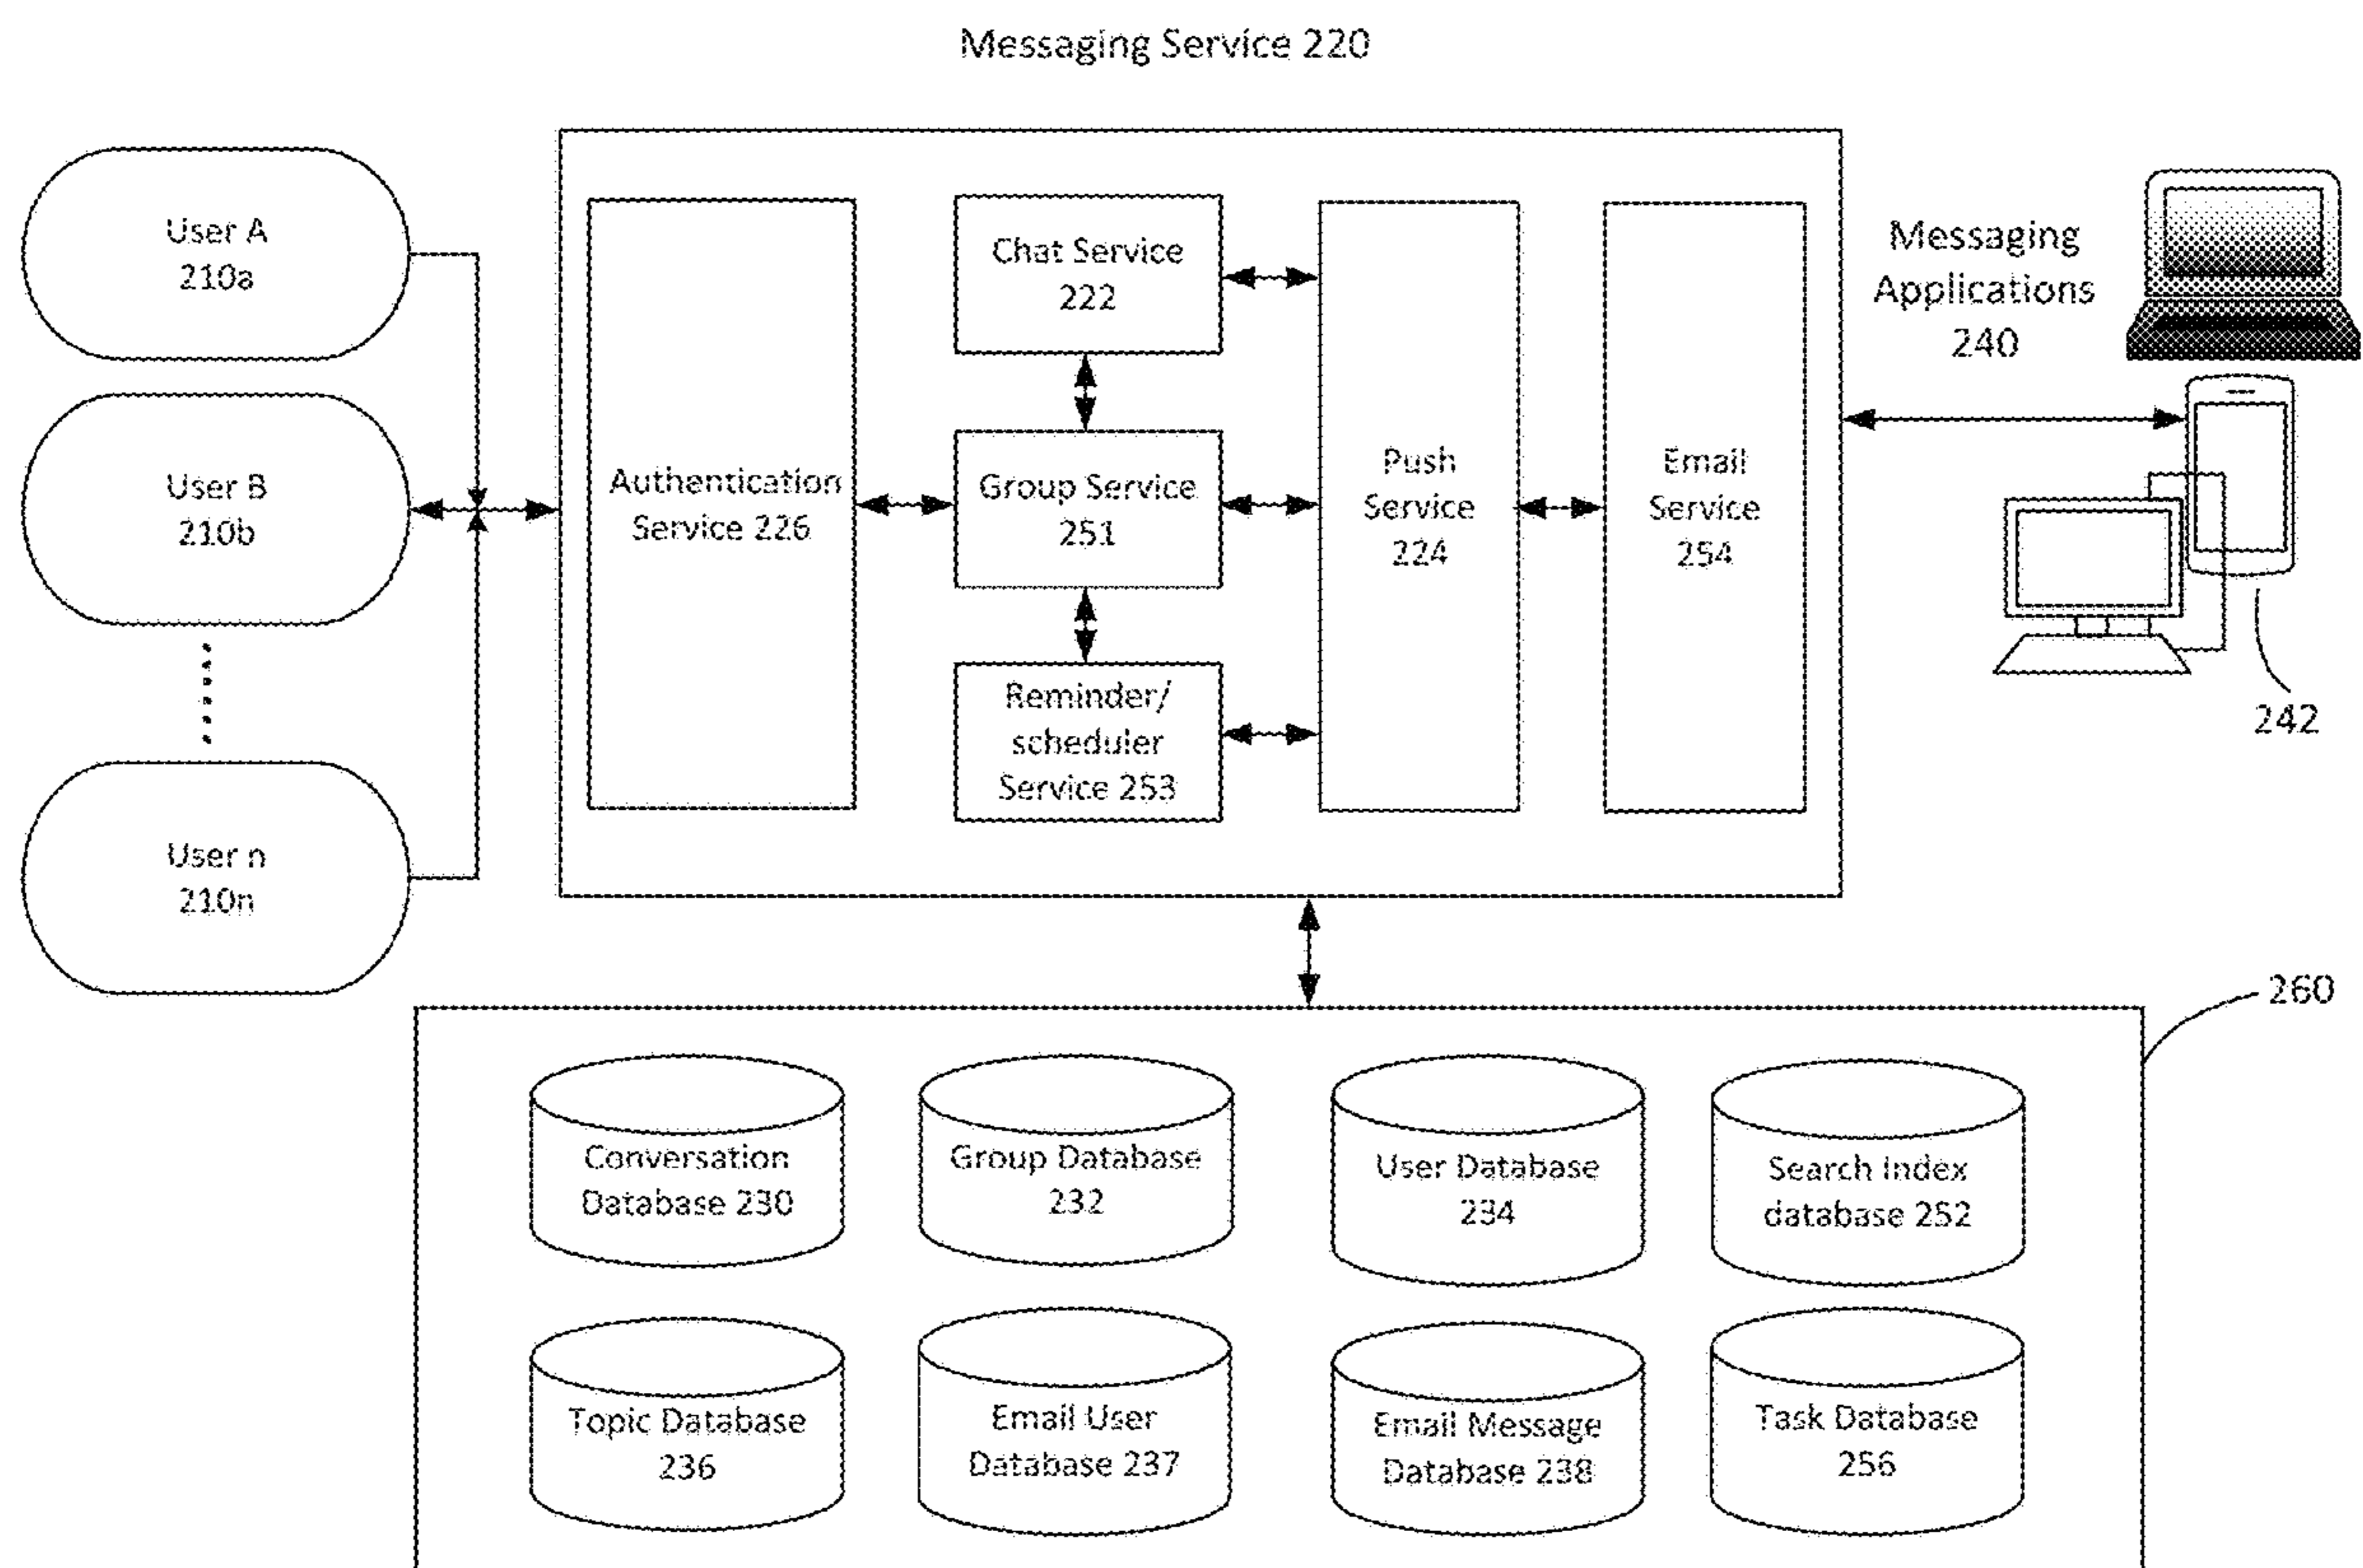 Messaging Service 220
User A
210a
User B
210b
User n
210n
Authentication
Service 226
Chat Service
222
Group Service
251
Reminder/
scheduler
Service 253
Push
Service
224
Email
Service
254
Messaging
Applications
240
242
260
Conversation
Database 230
Group Database
232
User Database
234
Search Index
database 252
Topic Database
236
Email User
Database 237
Email Message
Database 238
Task Database
256